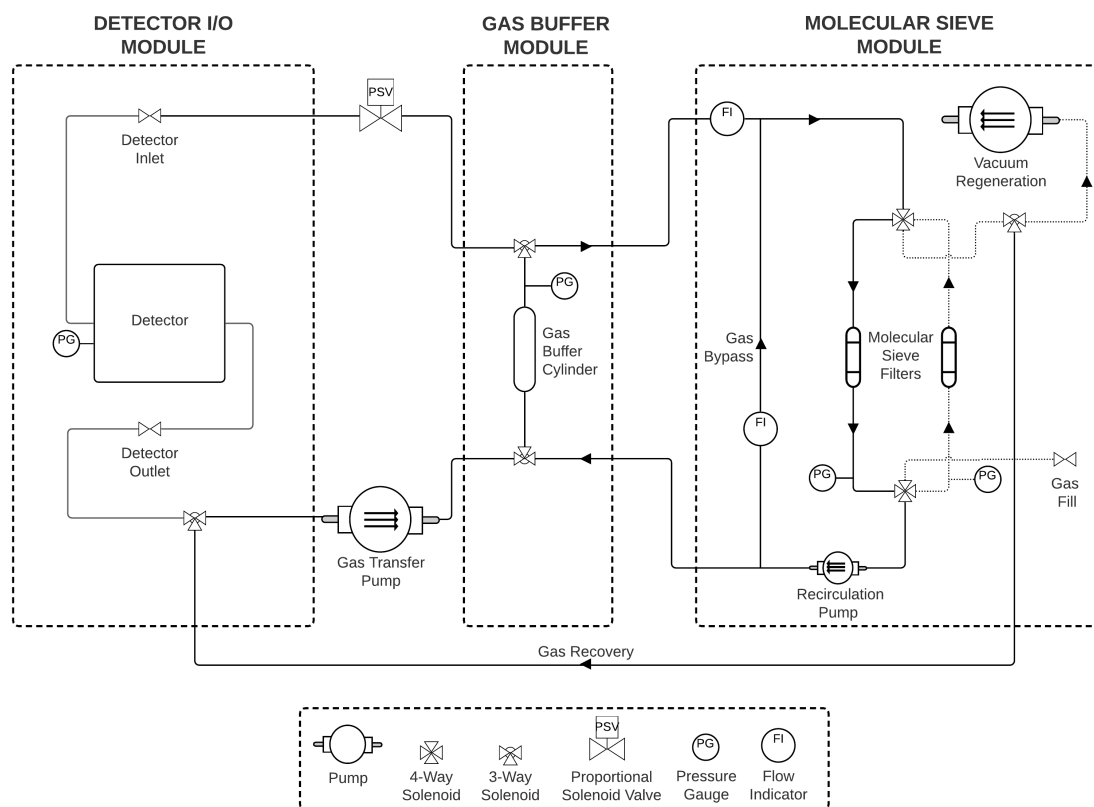 DETECTOR I/O
MODULE
GAS BUFFER
MODULE
MOLECULAR SIEVE
MODULE
PSV
FI
Detector
Inlet
Vacuum
Regeneration
PG
Detector
PG
Gas
Buffer
Cylinder
Gas
Bypass
Molecular
Sieve
Filters
FI
Detector
Outlet
PG
PG
Gas
Fill
Gas Transfer
Pump
Recirculation
Pump
Gas Recovery
PSV
PG
FI
Pump
4-Way
Solenoid
3-Way
Solenoid
Proportional
Solenoid Valve
Pressure
Gauge
Flow
Indicator